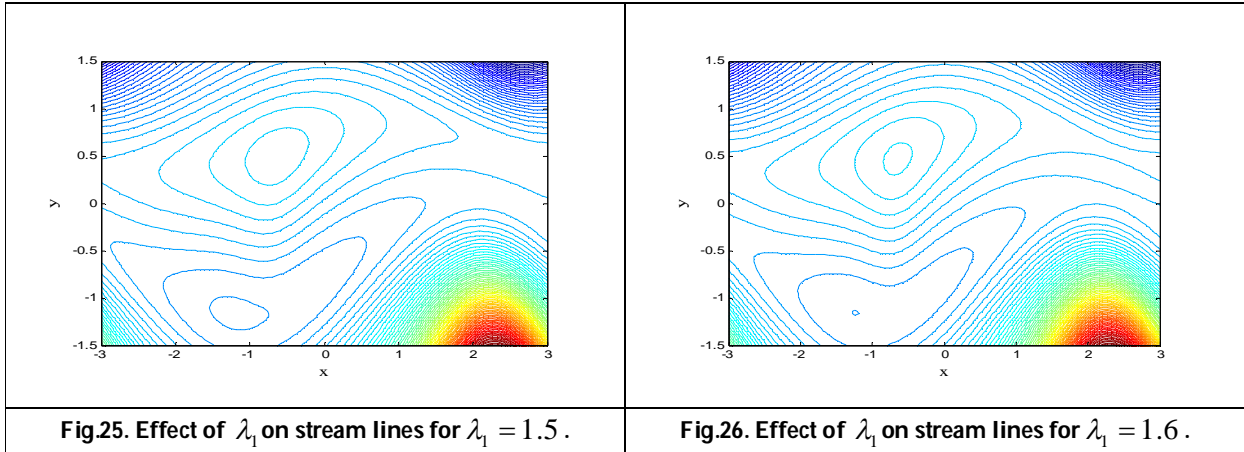 1.5
1
0.5
0
-0.5
-1
-1.5
y
-3 -2 -1 0 1 2 3
x
1.5
1
0.5
0
-0.5
-1
-1.5
y
-3 -2 -1 0 1 2 3
x
Fig.25. Effect of λ₁ on stream lines for λ₁ = 1.5 .
Fig.26. Effect of λ₁ on stream lines for λ₁ = 1.6 .